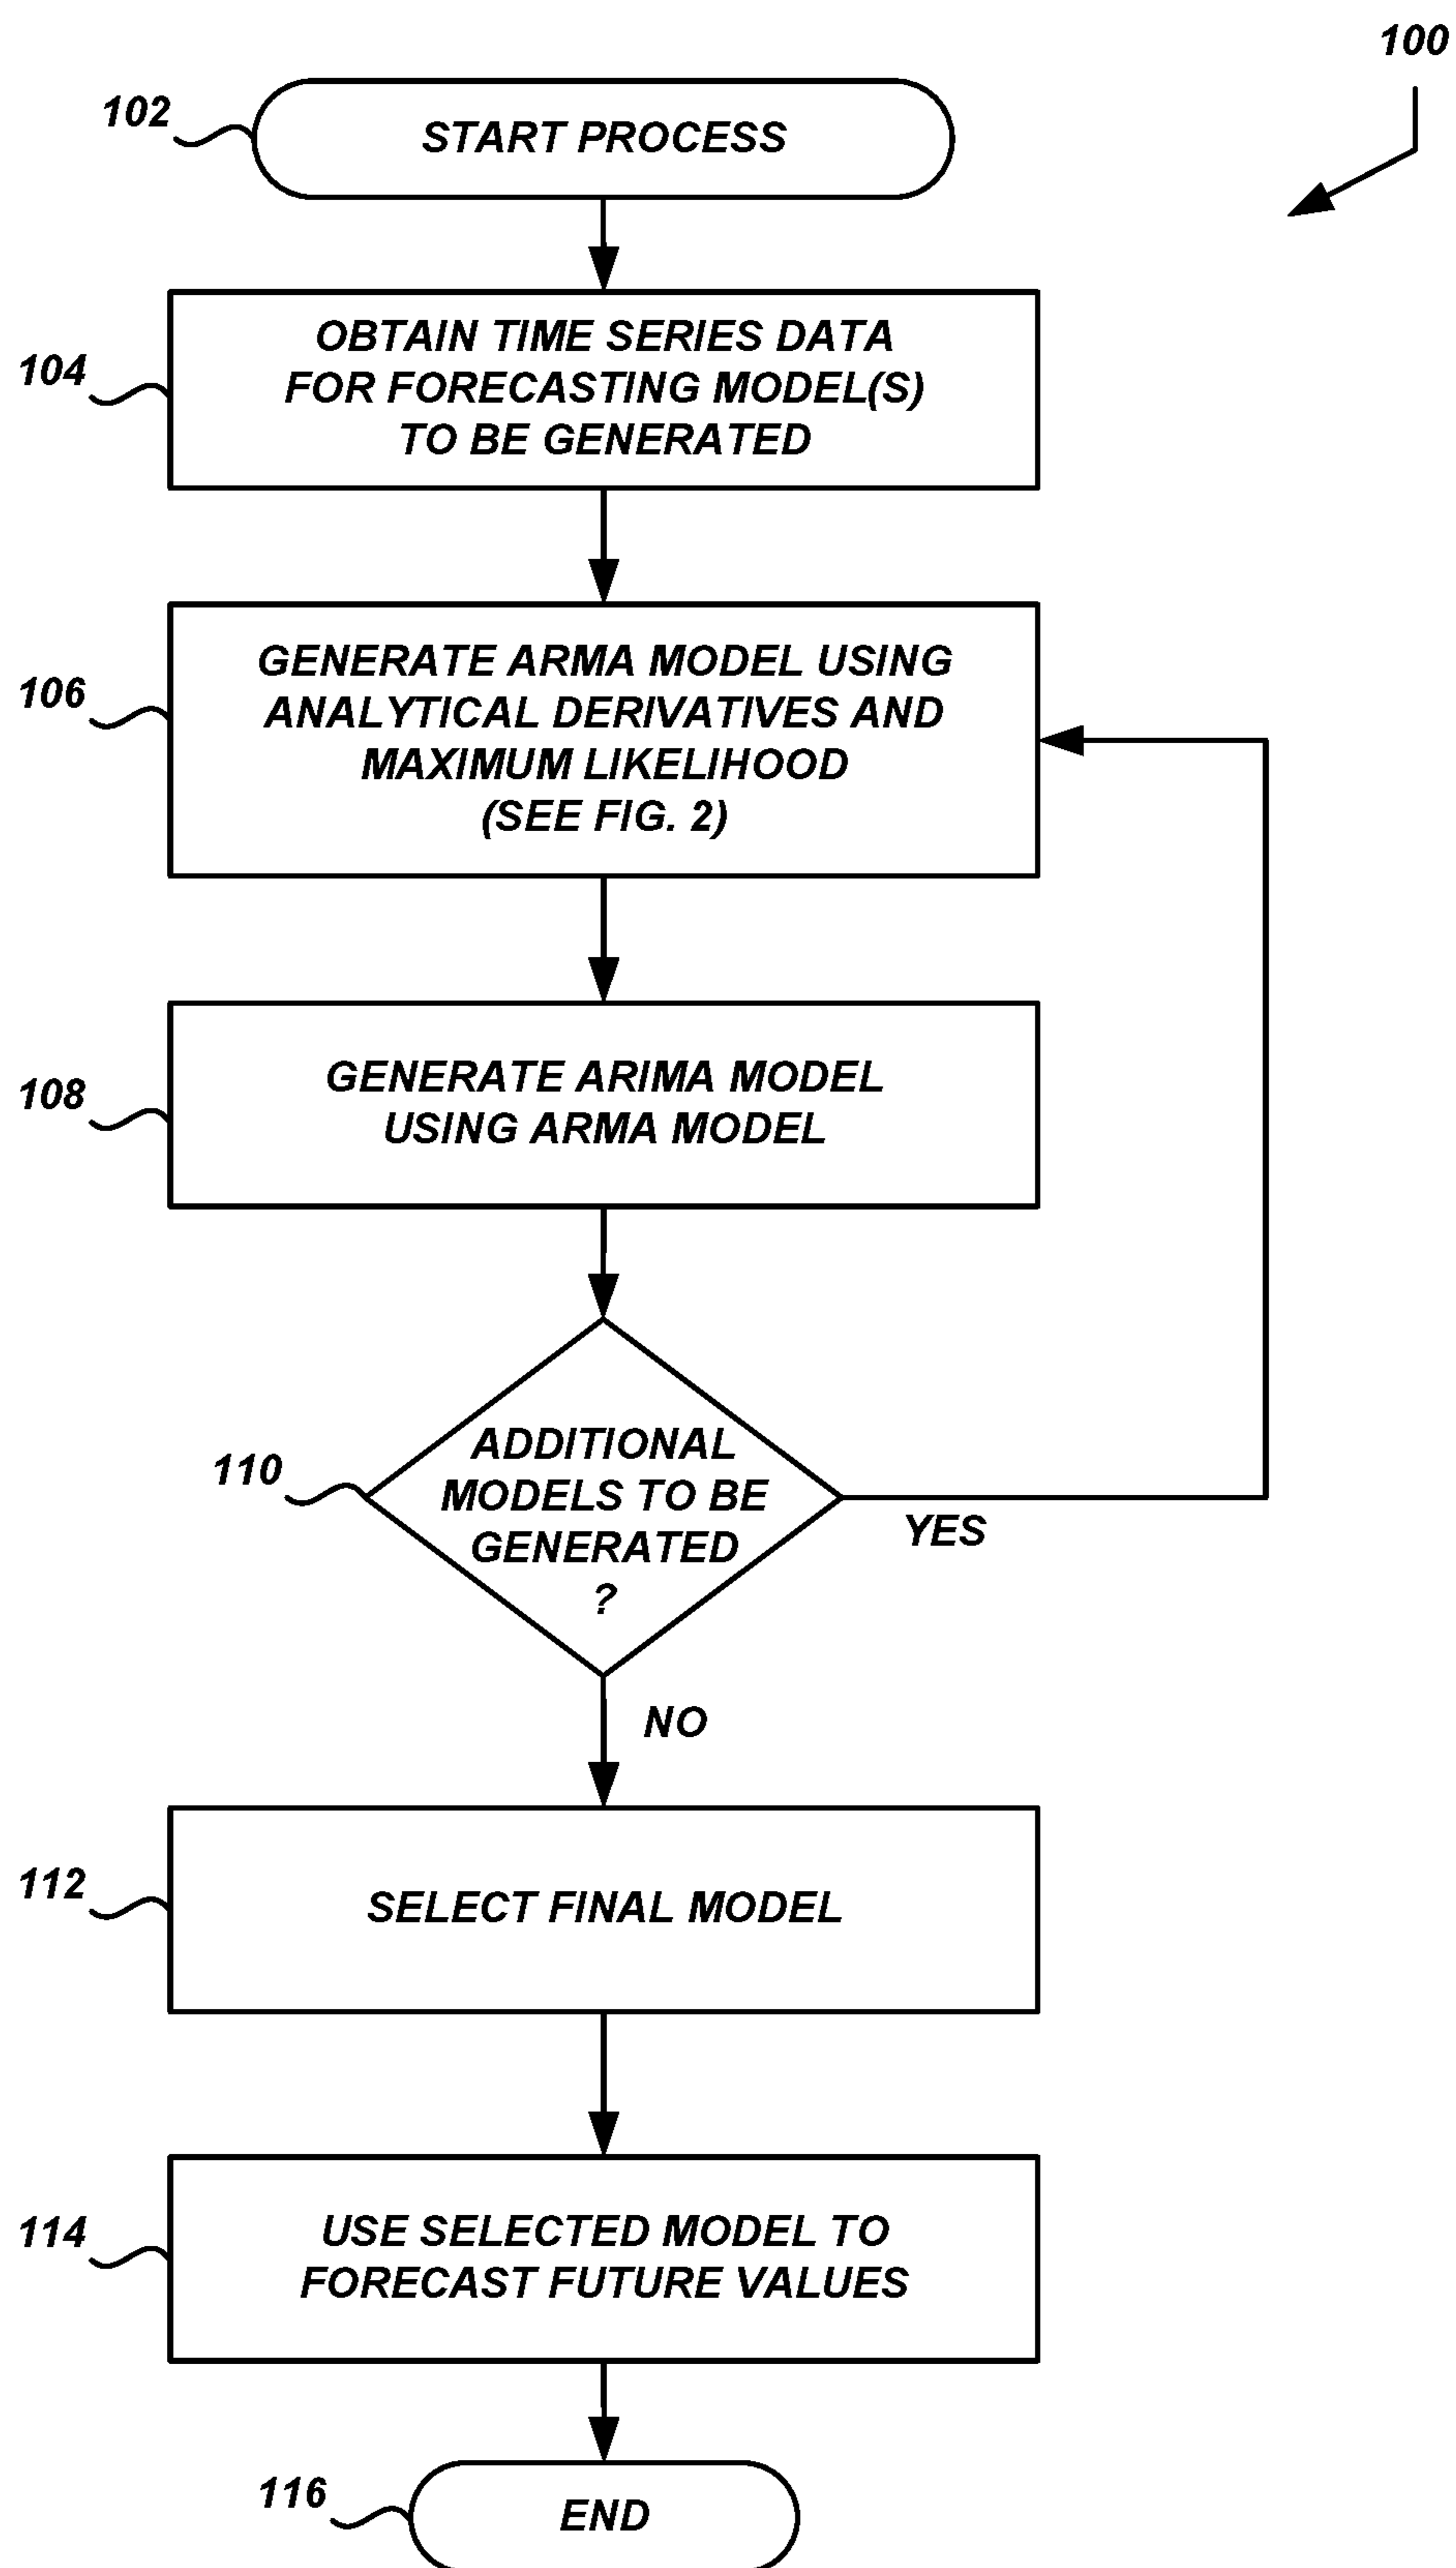 100
102
START PROCESS
104
OBTAIN TIME SERIES DATA
FOR FORECASTING MODEL(S)
TO BE GENERATED
106
GENERATE ARMA MODEL USING
ANALYTICAL DERIVATIVES AND
MAXIMUM LIKELIHOOD
(SEE FIG. 2)
108
GENERATE ARIMA MODEL
USING ARMA MODEL
110
ADDITIONAL
MODELS TO BE
GENERATED
?
YES
NO
112
SELECT FINAL MODEL
114
USE SELECTED MODEL TO
FORECAST FUTURE VALUES
116
END